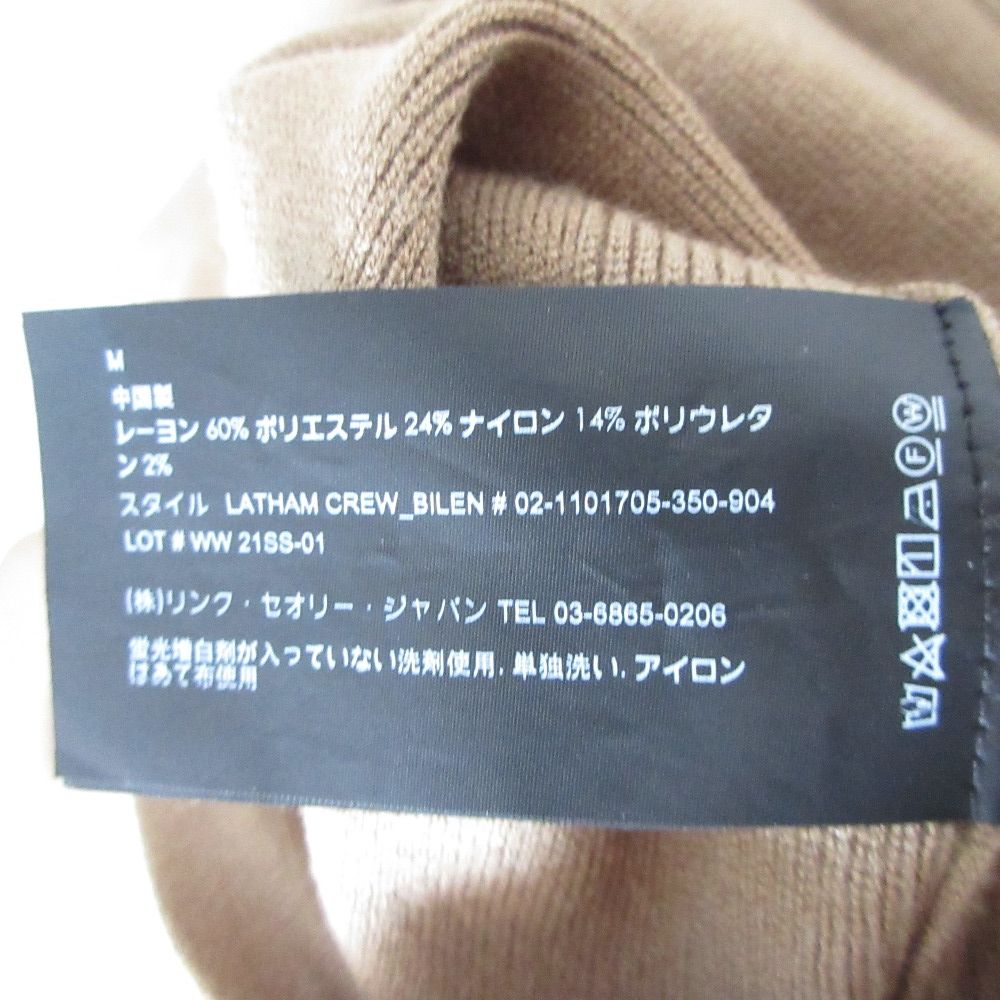 M
中国製
レーヨン 60% ポリエステル 24% ナイロン 14% ポリウレタ
ン 2%
スタイル LATHAM CREW_BILEN # 02-1101705-350-904
LOT # WW 21SS-01
(株)リンク・セオリー・ジャパン TEL 03-6865-0206
蛍光増白剤が入っていない洗剤使用. 単独洗い. アイロン
はあて布使用
W
F